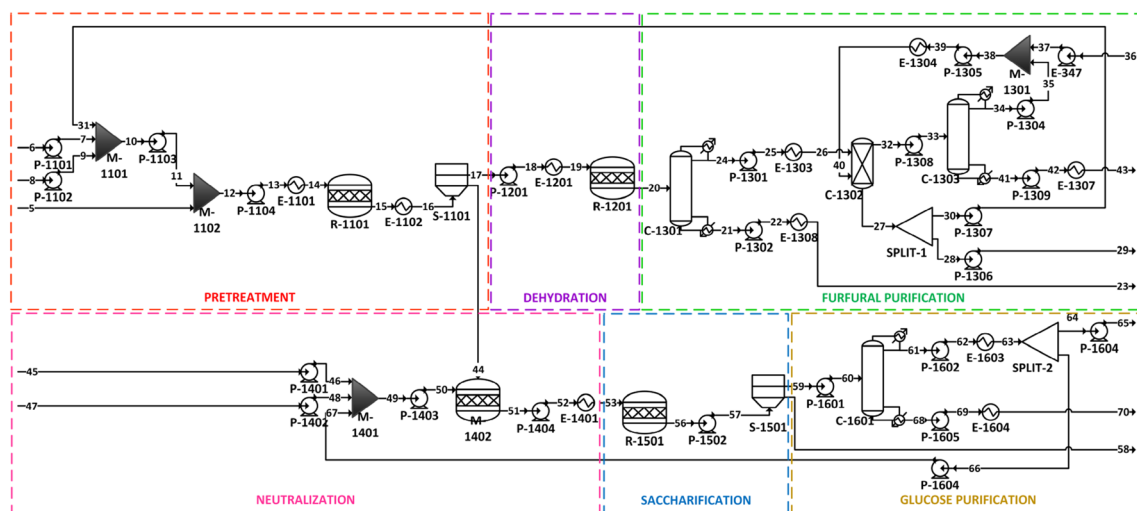 31
6
7
P-1101
9
8
P-1102
5
M-
1101
10
P-1103
11
M-
1102
12
P-1104
13
E-1101
14
R-1101
15
E-1102
16
S-1101
17
PRETREATMENT
P-1201
18
E-1201
19
R-1201
DEHYDRATION
20
C-1301
24
P-1301
25
E-1303
26
21
P-1302
22
E-1308
40
C-1302
E-1304
39
P-1305
38
M-
1301
37
E-347
36
35
34
P-1304
32
P-1308
33
C-1303
41
P-1309
42
E-1307
43
27
SPLIT-1
30
P-1307
28
P-1306
29
23
FURFURAL PURIFICATION
45
P-1401
46
47
P-1402
48
67
M-
1401
49
P-1403
50
44
M-
1402
51
P-1404
52
E-1401
NEUTRALIZATION
53
R-1501
56
P-1502
57
S-1501
SACCHARIFICATION
59
P-1601
60
C-1601
61
P-1602
62
E-1603
63
SPLIT-2
64
P-1604
65
68
P-1605
69
E-1604
70
58
P-1604
66
GLUCOSE PURIFICATION